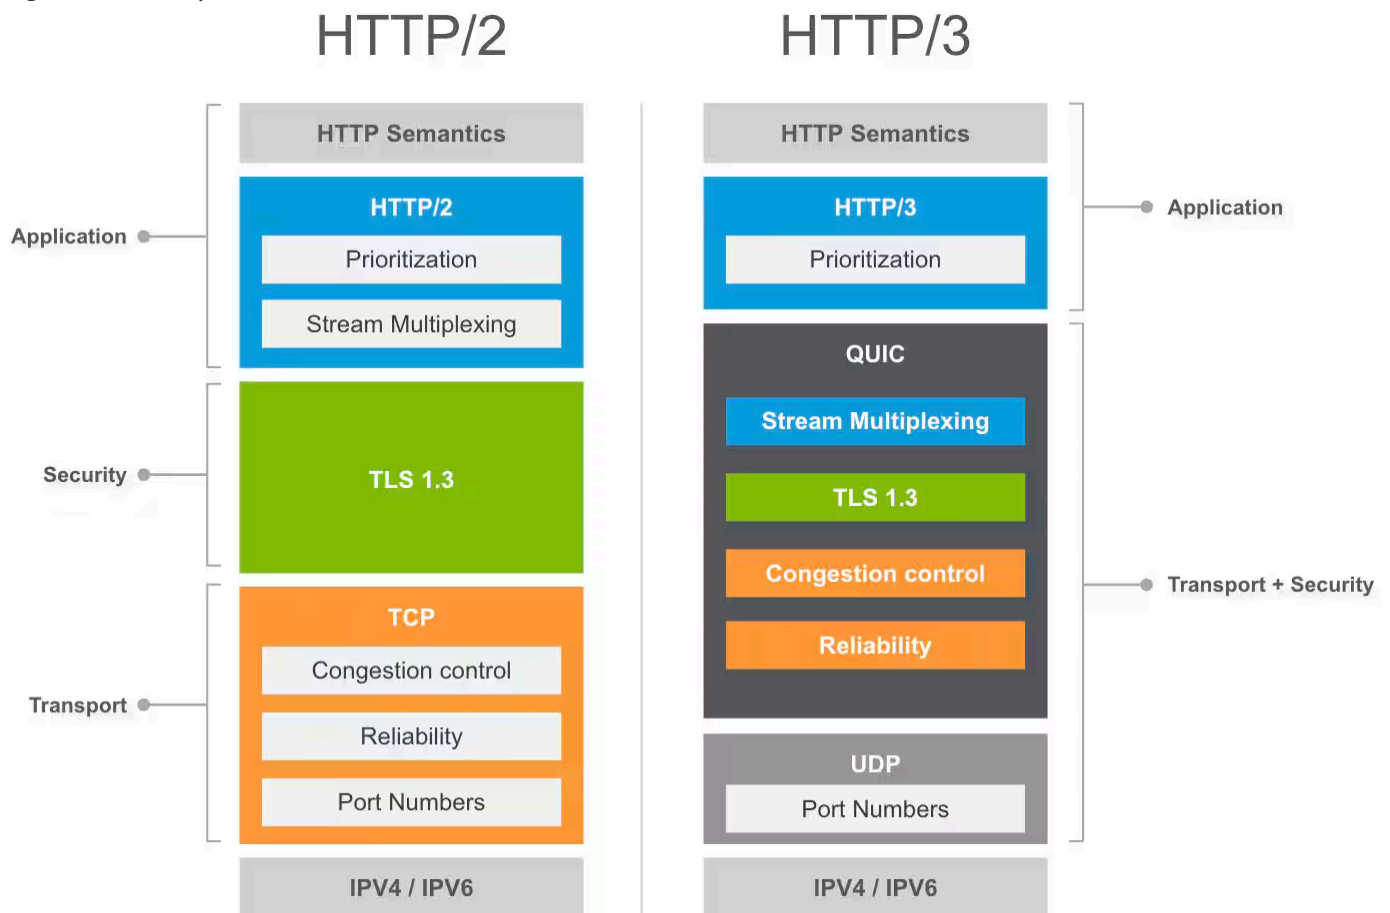 HTTP/2
HTTP/3
HTTP Semantics
HTTP/2
Prioritization
Stream Multiplexing
Application
TLS 1.3
Security
TCP
Congestion control
Reliability
Port Numbers
Transport
IPV4 / IPV6
HTTP Semantics
HTTP/3
Prioritization
Application
QUIC
Stream Multiplexing
TLS 1.3
Congestion control
Reliability
UDP
Port Numbers
Transport + Security
IPV4 / IPV6